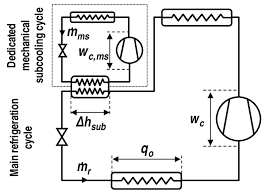 Dedicated
mechanical
subcooling cycle
ṁms
wc,ms
Δhsub
Main refrigeration
cycle
wc
qo
ṁr